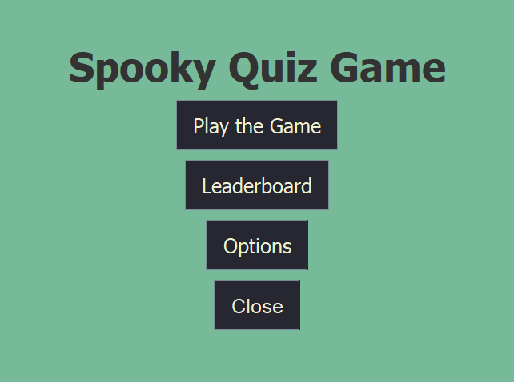 Spooky Quiz Game
Play the Game
Leaderboard
Options
Close